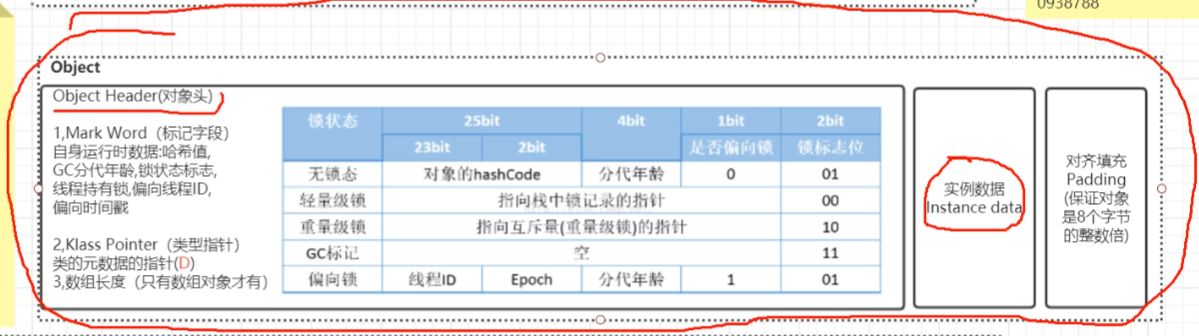 0938788
Object
Object Header(对象头)
1,Mark Word（标记字段）
自身运行时数据:哈希值,
GC分代年龄,锁状态标志,
线程持有锁,偏向线程ID,
偏向时间戳
2,Klass Pointer（类型指针）
类的元数据的指针(D)
3,数组长度（只有数组对象才有）
锁状态 25bit 4bit 1bit 2bit
23bit 2bit 是否偏向锁 锁标志位
无锁态 对象的hashCode 分代年龄 0 01
轻量级锁 指向栈中锁记录的指针 00
重量级锁 指向互斥量(重量级锁)的指针 10
GC标记 空 11
偏向锁 线程ID Epoch 分代年龄 1 01
实例数据
Instance data
对齐填充
Padding
(保证对象
是8个字节
的整数倍)